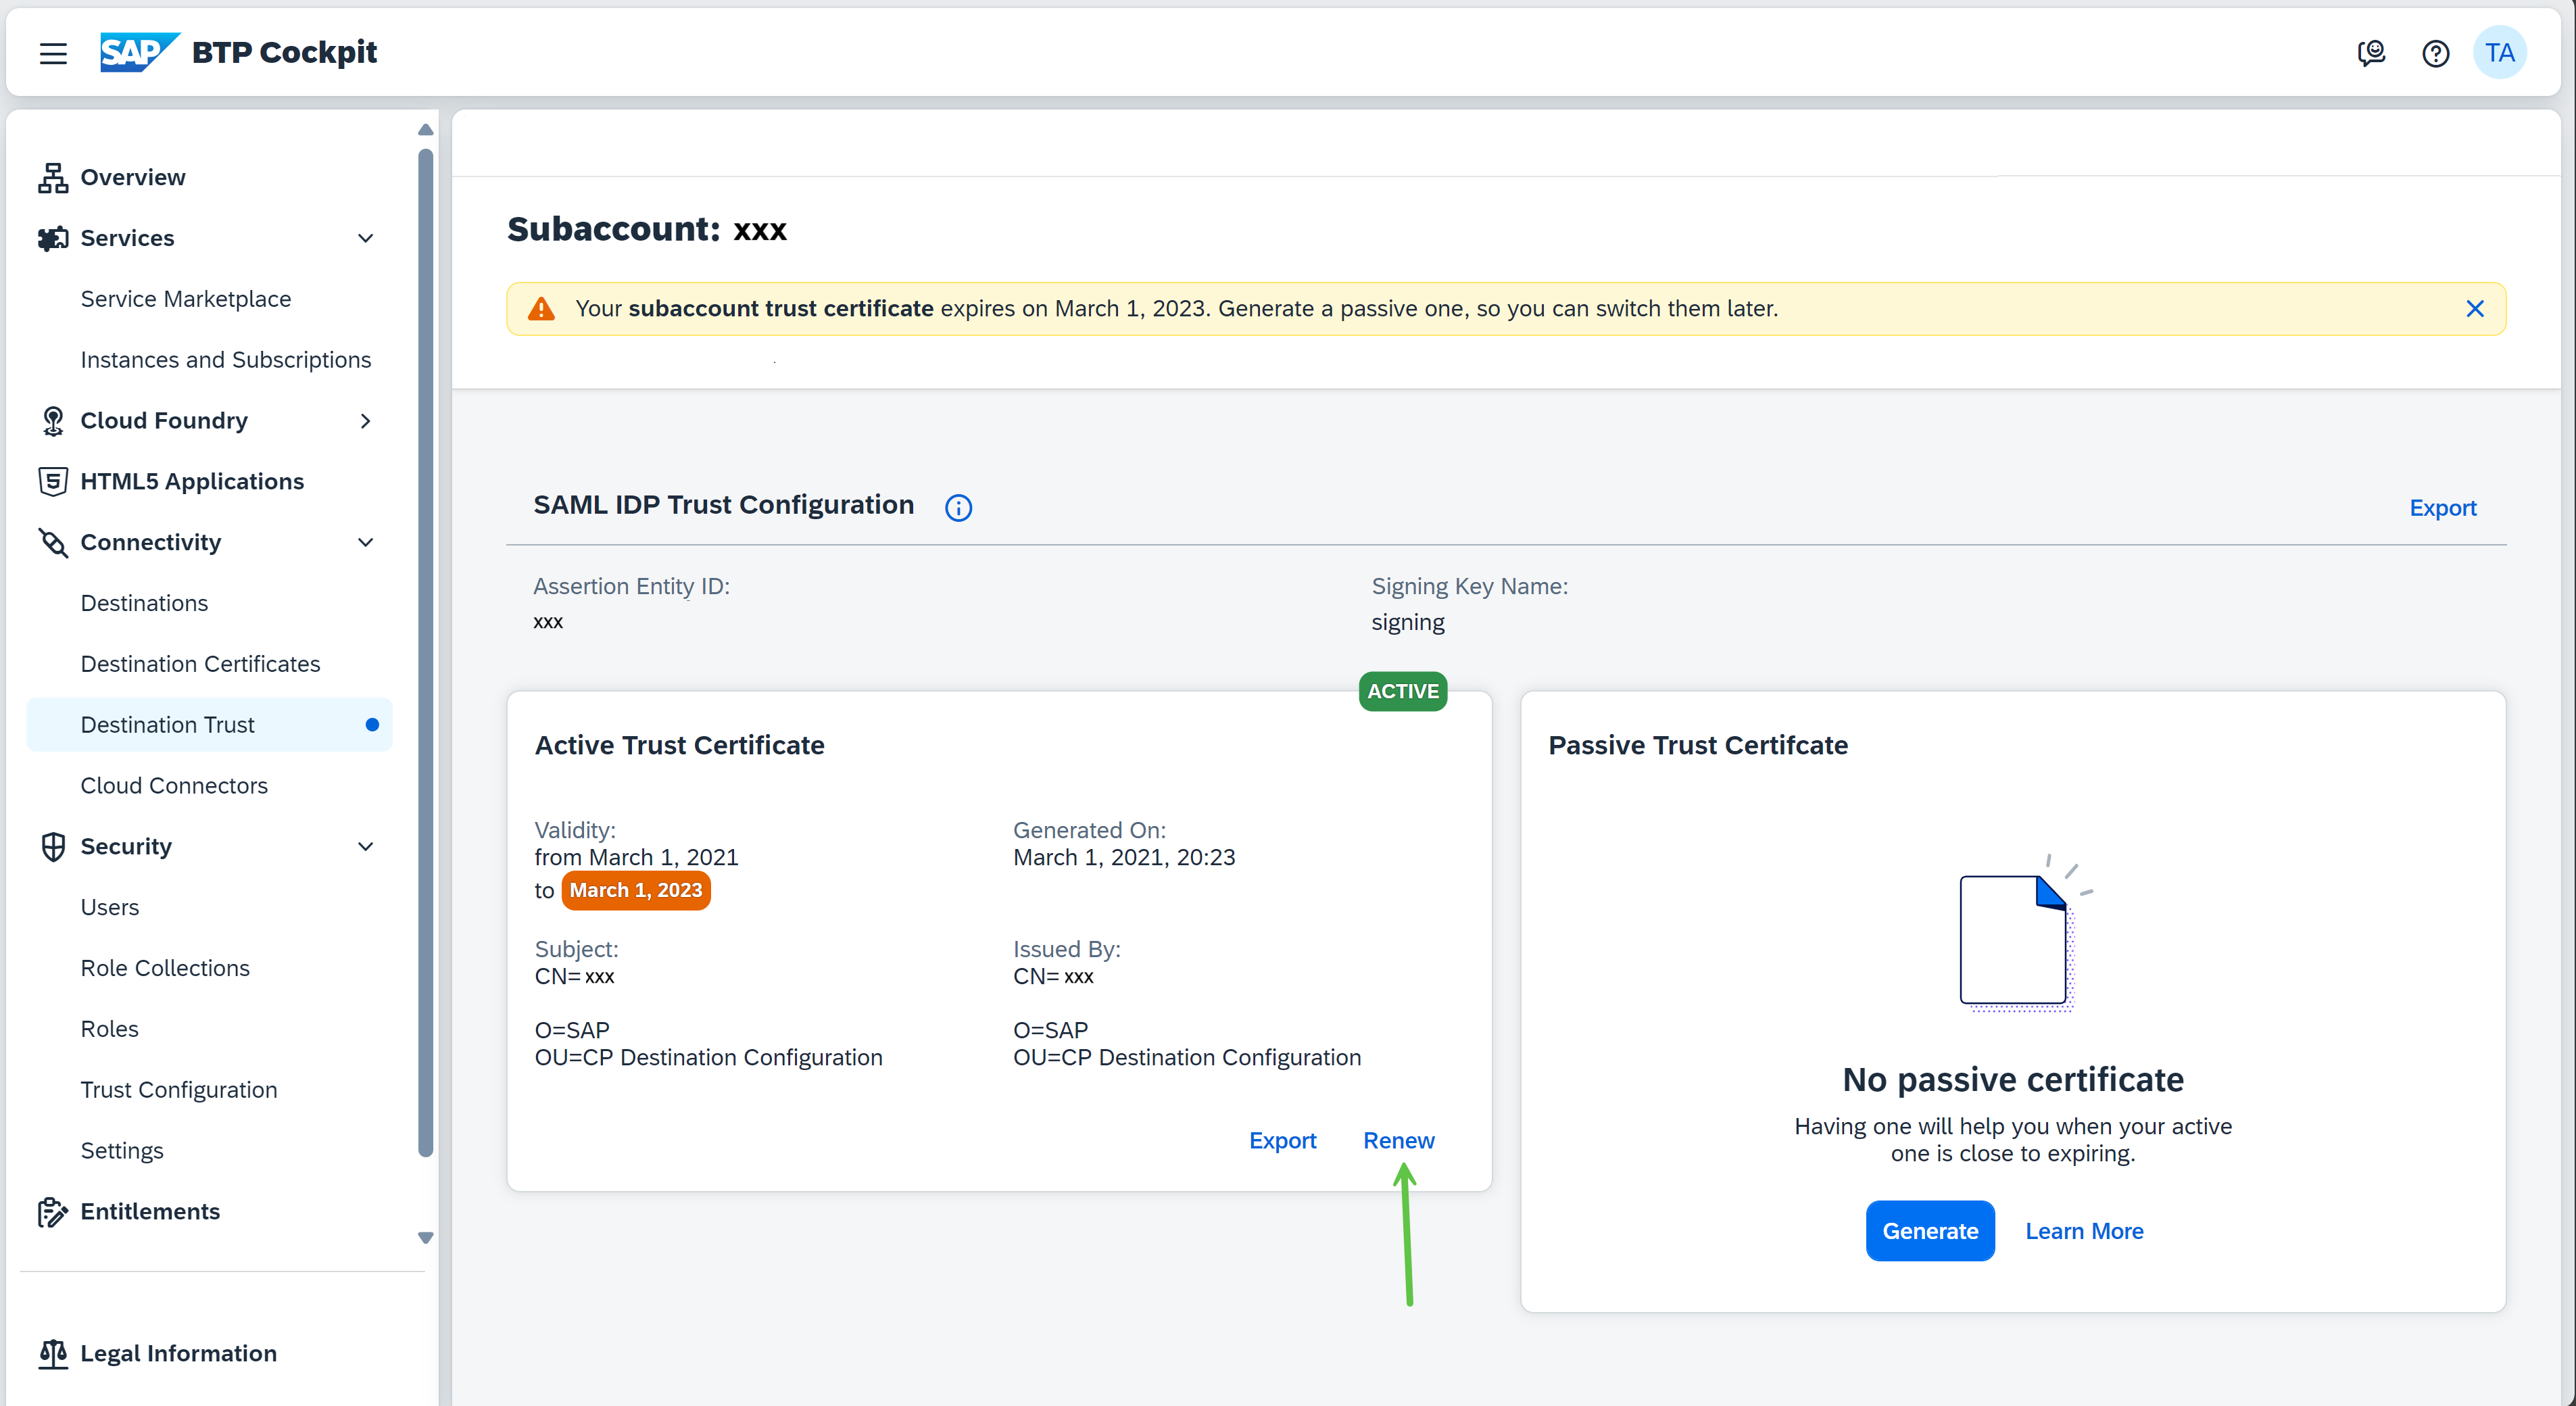 SAP BTP Cockpit
TA
Overview
Services
Service Marketplace
Instances and Subscriptions
Cloud Foundry
HTML5 Applications
Connectivity
Destinations
Destination Certificates
Destination Trust
Cloud Connectors
Security
Users
Role Collections
Roles
Trust Configuration
Settings
Entitlements
Legal Information
Subaccount: xxx
Your subaccount trust certificate expires on March 1, 2023. Generate a passive one, so you can switch them later.
SAML IDP Trust Configuration
Export
Assertion Entity ID:
xxx
Signing Key Name:
signing
ACTIVE
Active Trust Certificate
Validity:
from March 1, 2021
to March 1, 2023
Generated On:
March 1, 2021, 20:23
Subject:
CN= xxx
O=SAP
OU=CP Destination Configuration
Issued By:
CN= xxx
O=SAP
OU=CP Destination Configuration
Export Renew
Passive Trust Certifcate
No passive certificate
Having one will help you when your active
one is close to expiring.
Generate Learn More